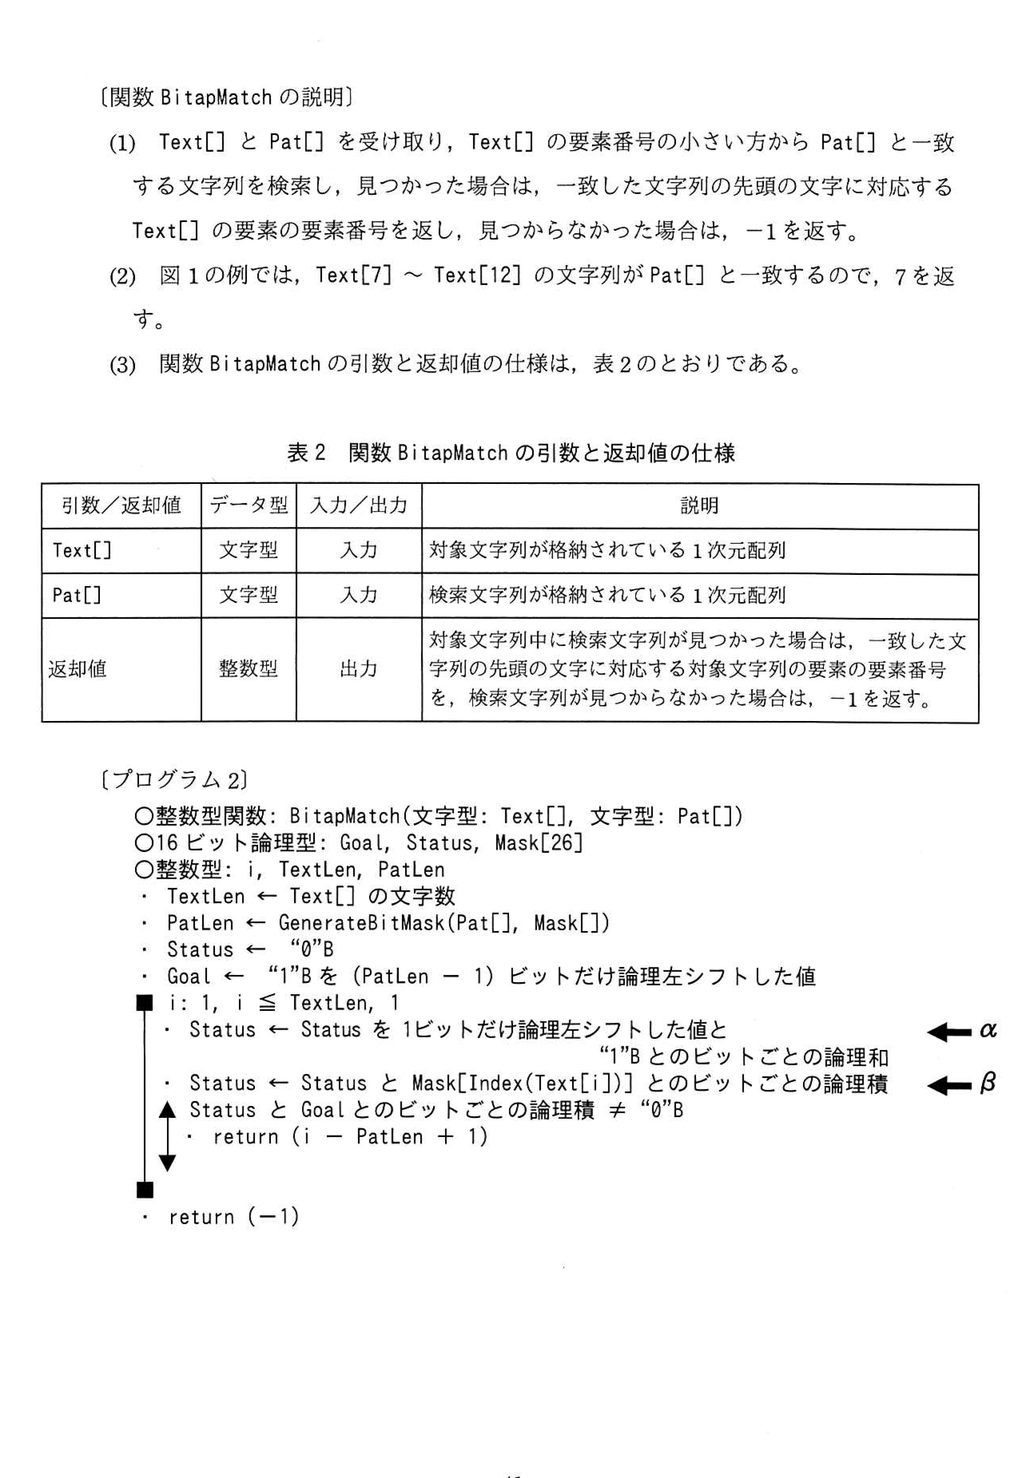 〔関数 BitapMatch の説明〕
(1) Text[] と Pat[] を受け取り，Text[] の要素番号の小さい方から Pat[] と一致
する文字列を検索し，見つかった場合は，一致した文字列の先頭の文字に対応する
Text[] の要素の要素番号を返し，見つからなかった場合は，－1 を返す。
(2) 図 1 の例では，Text[7] ～ Text[12] の文字列が Pat[] と一致するので，7 を返
す。
(3) 関数 BitapMatch の引数と返却値の仕様は，表 2 のとおりである。
表 2 関数 BitapMatch の引数と返却値の仕様
引数／返却値 データ型 入力／出力 説明
Text[] 文字型 入力 対象文字列が格納されている 1 次元配列
Pat[] 文字型 入力 検索文字列が格納されている 1 次元配列
対象文字列中に検索文字列が見つかった場合は，一致した文
返却値 整数型 出力 字列の先頭の文字に対応する対象文字列の要素の要素番号
を，検索文字列が見つからなかった場合は，－1 を返す。
〔プログラム 2〕
○整数型関数: BitapMatch(文字型: Text[], 文字型: Pat[])
○16 ビット論理型: Goal, Status, Mask[26]
○整数型: i, TextLen, PatLen
・ TextLen ← Text[] の文字数
・ PatLen ← GenerateBitMask(Pat[], Mask[])
・ Status ← “0”B
・ Goal ← “1”B を (PatLen － 1) ビットだけ論理左シフトした値
■ i: 1, i ≦ TextLen, 1
・ Status ← Status を 1ビットだけ論理左シフトした値と ← α
“1”B とのビットごとの論理和
・ Status ← Status と Mask[Index(Text[i])] とのビットごとの論理積 ← β
▲ Status と Goal とのビットごとの論理積 ≠ “0”B
・ return (i － PatLen ＋ 1)
▼
■
・ return (－1)